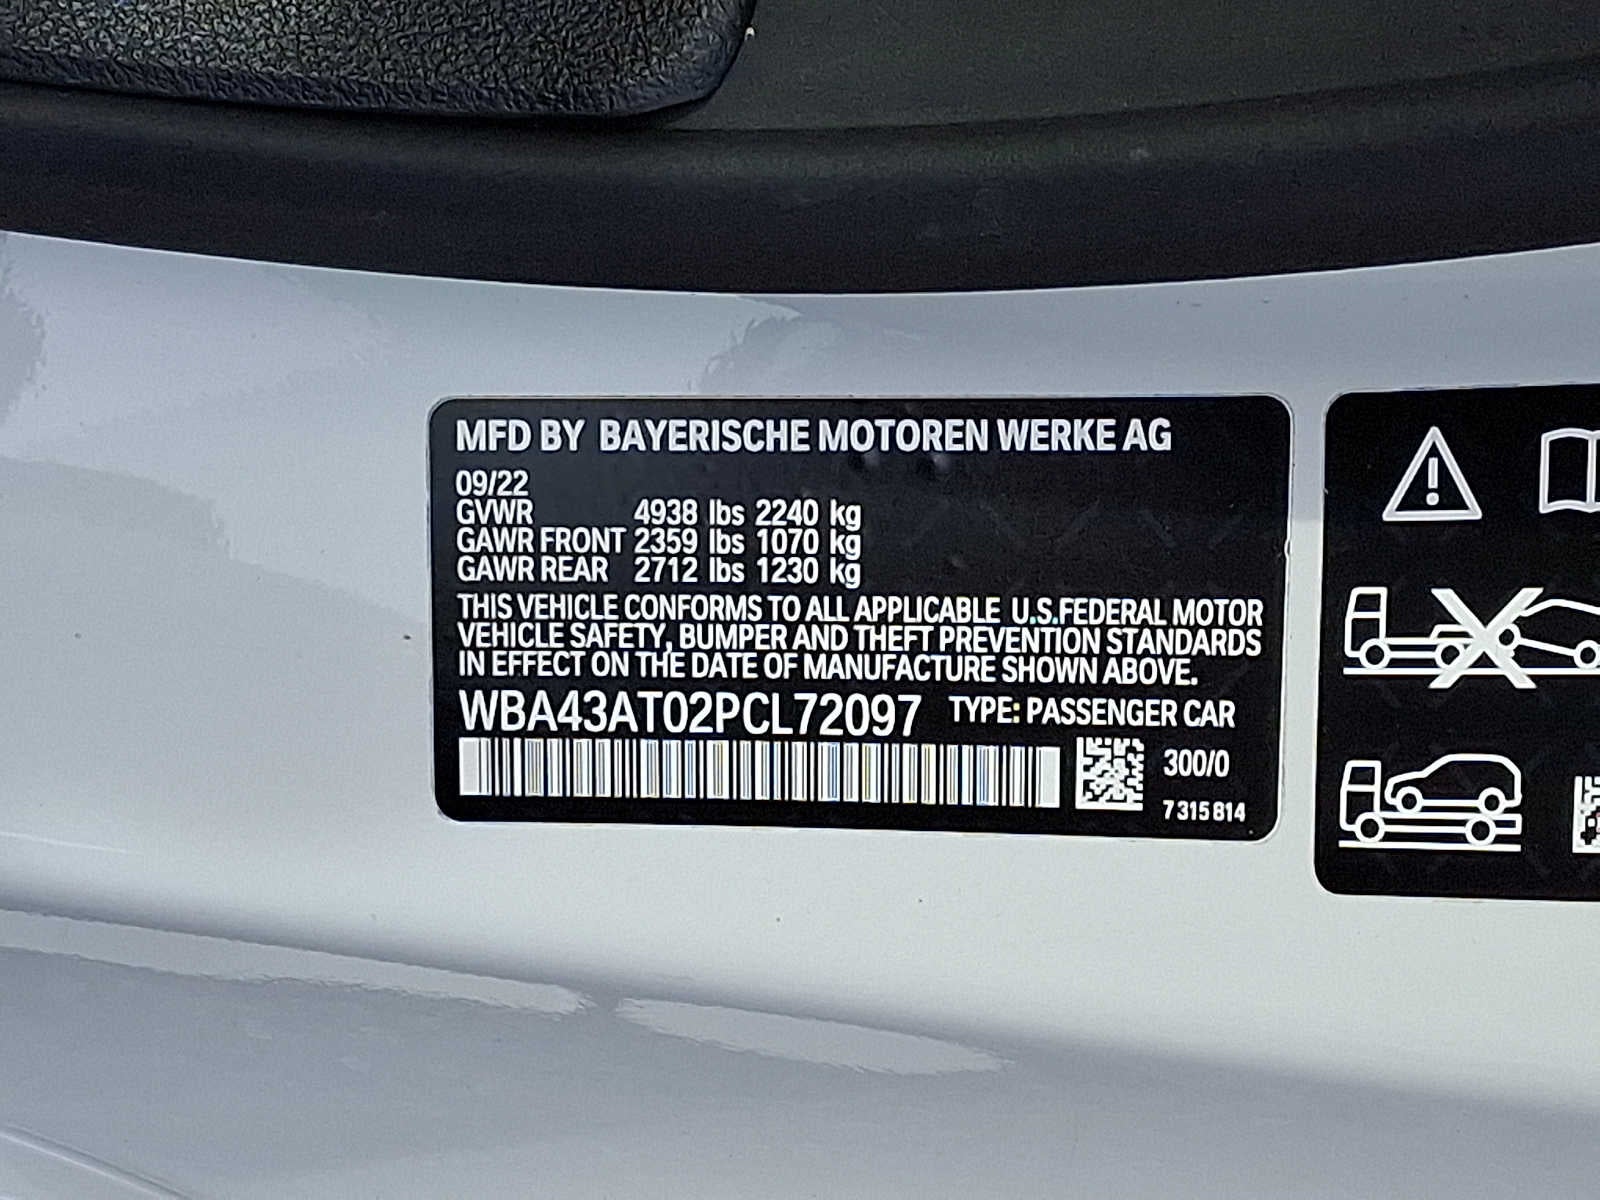 MFD BY BAYERISCHE MOTOREN WERKE AG
09/22
GVWR 4938 lbs 2240 kg
GAWR FRONT 2359 lbs 1070 kg
GAWR REAR 2712 lbs 1230 kg
THIS VEHICLE CONFORMS TO ALL APPLICABLE U.S.FEDERAL MOTOR
VEHICLE SAFETY, BUMPER AND THEFT PREVENTION STANDARDS
IN EFFECT ON THE DATE OF MANUFACTURE SHOWN ABOVE.
WBA43AT02PCL72097 TYPE: PASSENGER CAR
300/0
7 315 814